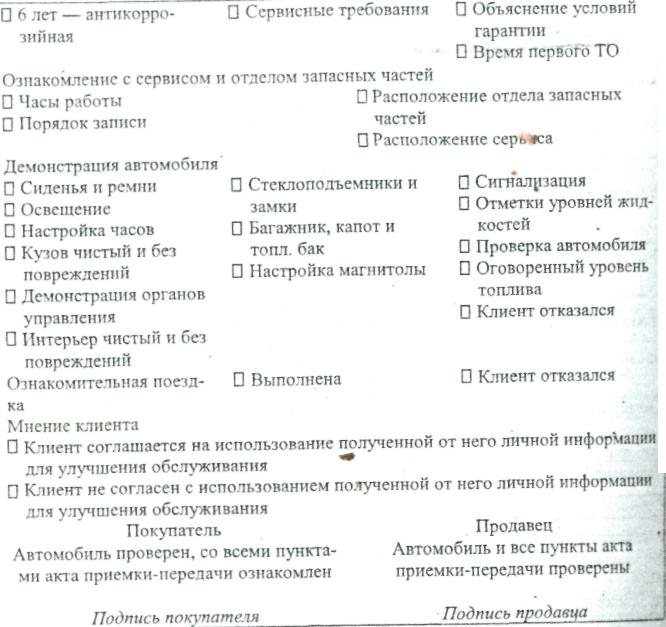 ☐ 6 лет — антикорро-
зийная
☐ Сервисные требования
☐ Объяснение условий
гарантии
☐ Время первого ТО
Ознакомление с сервисом и отделом запасных частей
☐ Часы работы
☐ Порядок записи
☐ Расположение отдела запасных
частей
☐ Расположение сервиса
Демонстрация автомобиля
☐ Сиденья и ремни
☐ Освещение
☐ Настройка часов
☐ Кузов чистый и без
повреждений
☐ Демонстрация органов
управления
☐ Интерьер чистый и без
повреждений
☐ Стеклоподъемники и
замки
☐ Багажник, капот и
топл. бак
☐ Настройка магнитолы
☐ Сигнализация
☐ Отметки уровней жид-
костей
☐ Проверка автомобиля
☐ Оговоренный уровень
топлива
☐ Клиент отказался
Ознакомительная поезд-
ка
☐ Выполнена
☐ Клиент отказался
Мнение клиента
☐ Клиент соглашается на использование полученной от него личной информации
для улучшения обслуживания
☐ Клиент не согласен с использованием полученной от него личной информации
для улучшения обслуживания
Покупатель
Автомобиль проверен, со всеми пункта-
ми акта приемки-передачи ознакомлен
Подпись покупателя
Продавец
Автомобиль и все пункты акта
приемки-передачи проверены
Подпись продавца